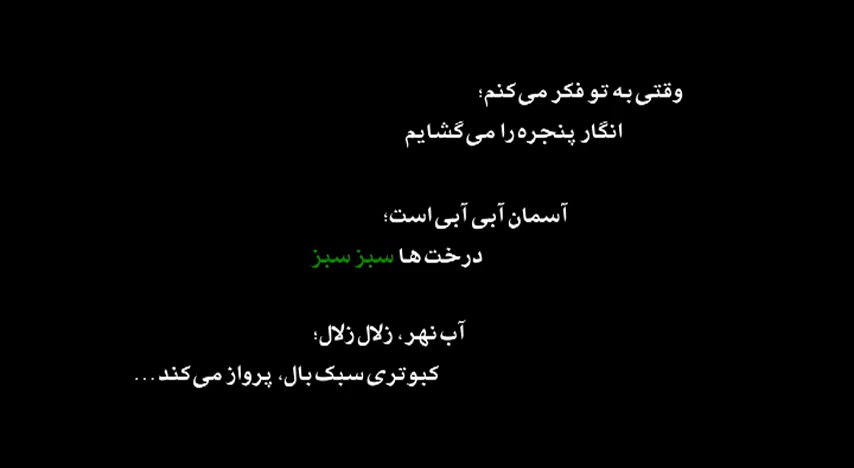 وقتی به تو فکر می‌کنم؛
انگار پنجره را می‌گشایم
آسمان آبی آبی است؛
درخت‌ها سبز سبز
آب نهر، زلال زلال؛
کبوتری سبک‌بال، پرواز می‌کند...